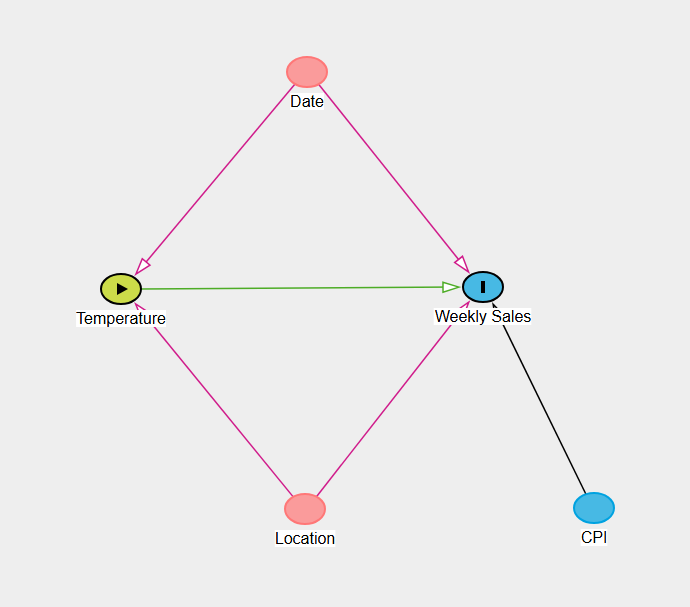 Date
Temperature
Weekly Sales
Location
CPI